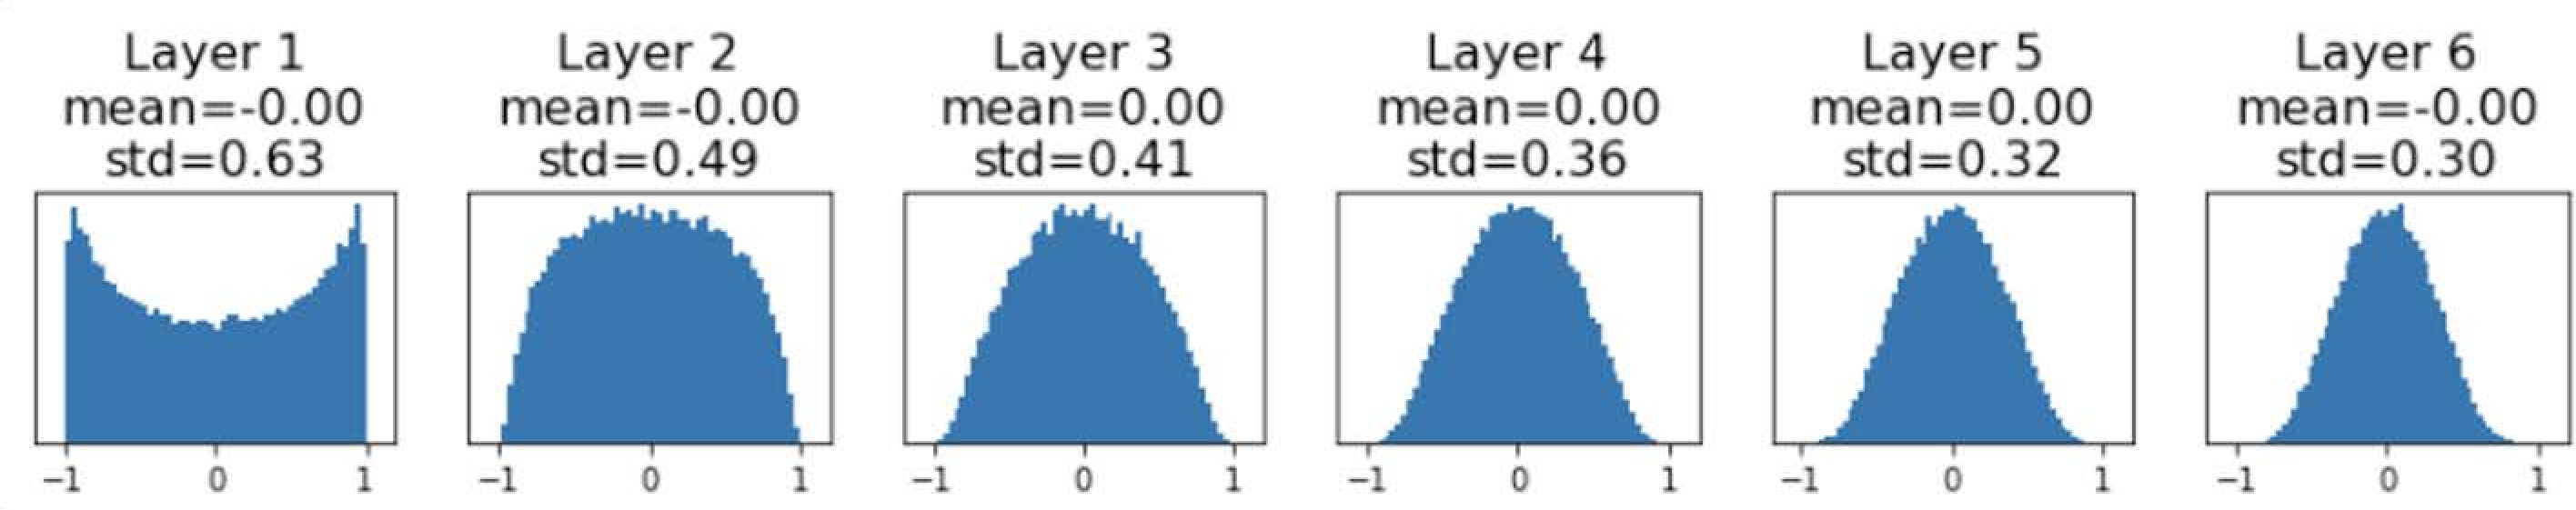 Layer 1
mean=-0.00
std=0.63
−1 0 1
Layer 2
mean=-0.00
std=0.49
−1 0 1
Layer 3
mean=0.00
std=0.41
−1 0 1
Layer 4
mean=0.00
std=0.36
−1 0 1
Layer 5
mean=0.00
std=0.32
−1 0 1
Layer 6
mean=-0.00
std=0.30
−1 0 1